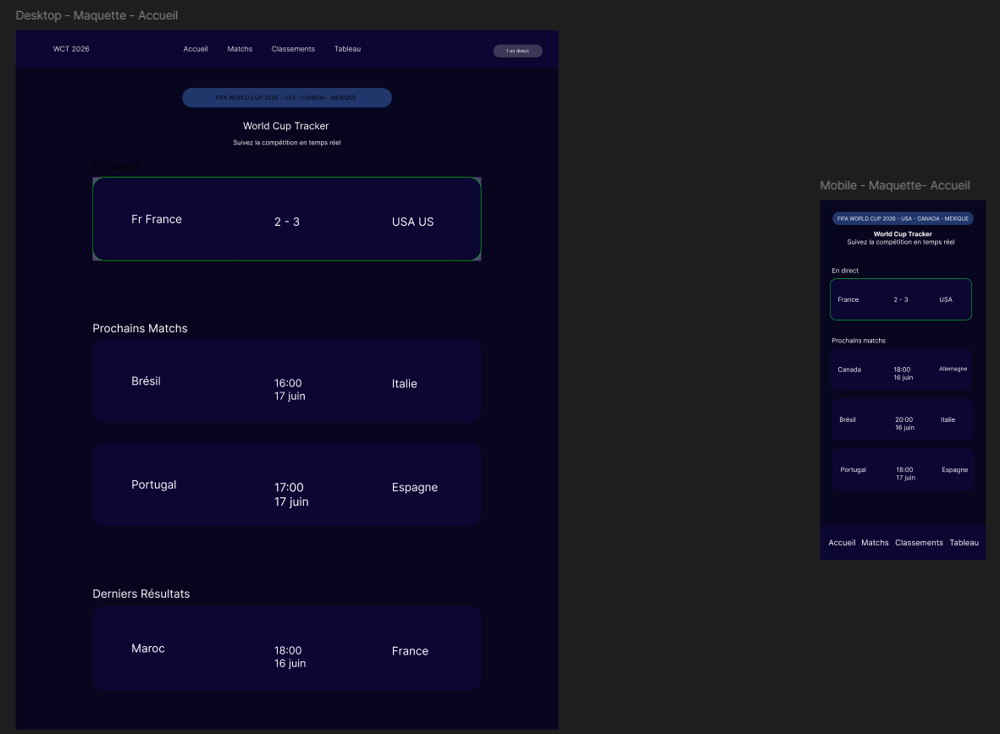 Desktop - Maquette - Accueil
WCT 2026
Accueil
Matchs
Classements
Tableau
1 en direct
FIFA WORLD CUP 2026 - USA - CANADA - MEXIQUE
World Cup Tracker
Suivez la compétition en temps réel
En direct
Fr France
2 - 3
USA US
Prochains Matchs
Brésil
16:00
17 juin
Italie
Portugal
17:00
17 juin
Espagne
Derniers Résultats
Maroc
18:00
16 juin
France
Mobile - Maquette- Accueil
FIFA WORLD CUP 2026 - USA - CANADA - MEXIQUE
World Cup Tracker
Suivez la compétition en temps réel
En direct
France
2 - 3
USA
Prochains matchs
Canada
18:00
16 juin
Allemagne
Brésil
20:00
16 juin
Italie
Portugal
18:00
17 juin
Espagne
Accueil
Matchs
Classements
Tableau